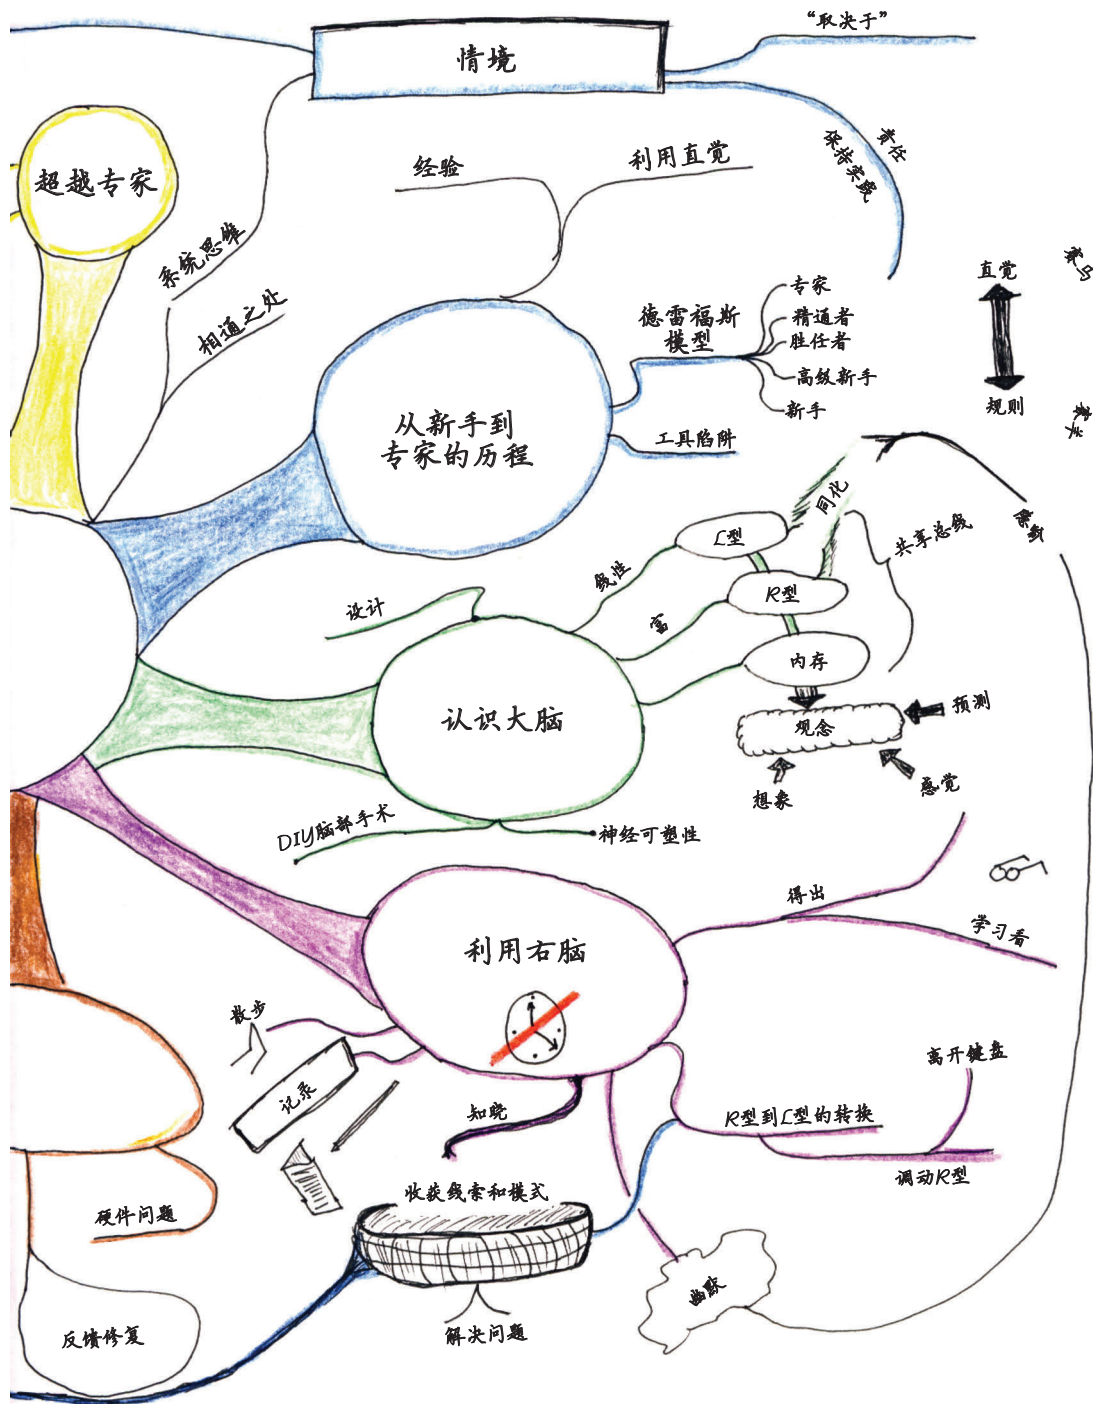 “取决于”
情境
责任
保持实践
经验
利用直觉
超越专家
系统思维
相通之处
德雷福斯
模型
专家
精通者
胜任者
高级新手
新手
工具陷阱
直觉
规则
赛马
从新手到
专家的历程
L型
同化
共享总线
线性
R型
富
内存
设计
认识大脑
观念
预测
想象
感觉
DIY脑部手术
神经可塑性
得出
学习看
利用右脑
散步
记录
知晓
离开键盘
R型到L型的转换
调动R型
收获线索和模式
硬件问题
解决问题
反馈修复
幽默